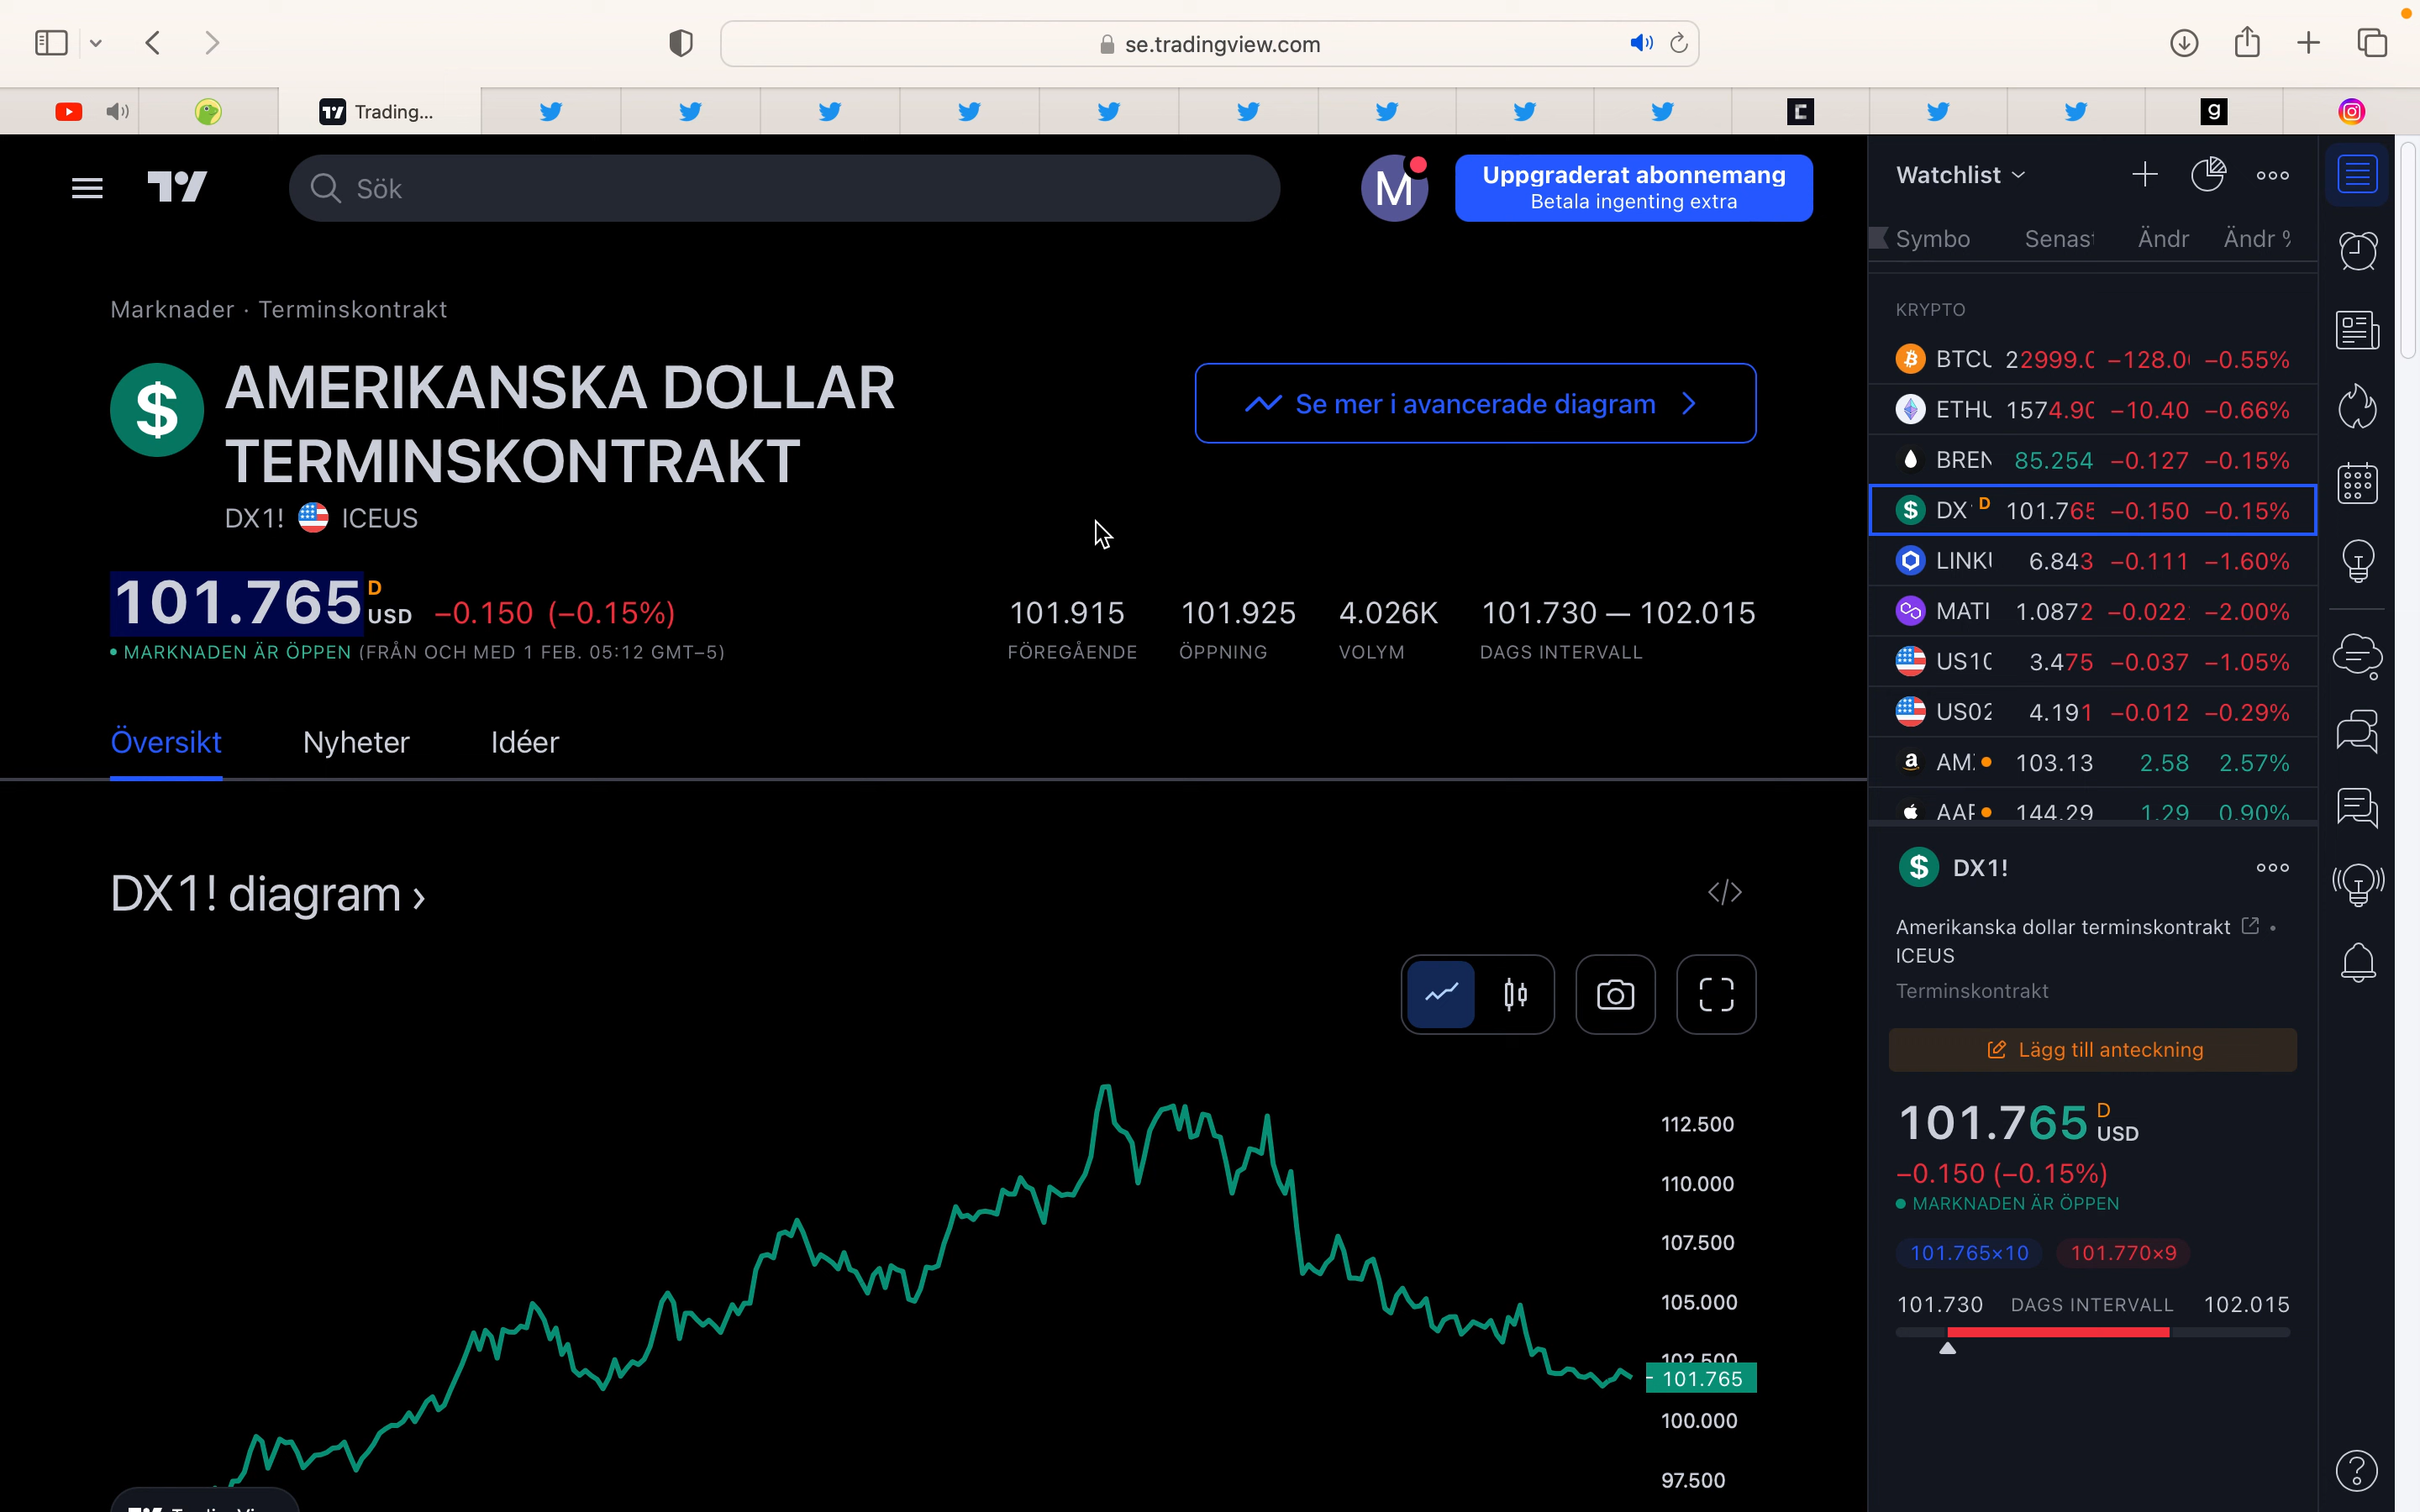 se.tradingview.com
Trading...
Sök
M
Uppgraderat abonnemang
Betala ingenting extra
Marknader · Terminskontrakt
AMERIKANSKA DOLLAR
TERMINSKONTRAKT
DX1! ICEUS
Se mer i avancerade diagram
101.765 D USD −0.150 (−0.15%)
MARKNADEN ÄR ÖPPEN (FRÅN OCH MED 1 FEB. 05:12 GMT−5)
101.915 101.925 4.026K 101.730 — 102.015
FÖREGÅENDE ÖPPNING VOLYM DAGS INTERVALL
Översikt Nyheter Idéer
DX1! diagram ›
112.500
110.000
107.500
105.000
102.500
101.765
100.000
97.500
Watchlist
Symbo Senast Ändr Ändr %
KRYPTO
BTCU 22999.0 −128.0 −0.55%
ETHU 1574.90 −10.40 −0.66%
BREN 85.254 −0.127 −0.15%
DX D 101.765 −0.150 −0.15%
LINKU 6.843 −0.111 −1.60%
MATI 1.0872 −0.022 −2.00%
US10 3.475 −0.037 −1.05%
US02 4.191 −0.012 −0.29%
AM 103.13 2.58 2.57%
AAP 144.29 1.29 0.90%
DX1!
Amerikanska dollar terminskontrakt •
ICEUS
Terminskontrakt
Lägg till anteckning
101.765 D USD
−0.150 (−0.15%)
MARKNADEN ÄR ÖPPEN
101.765×10 101.770×9
101.730 DAGS INTERVALL 102.015